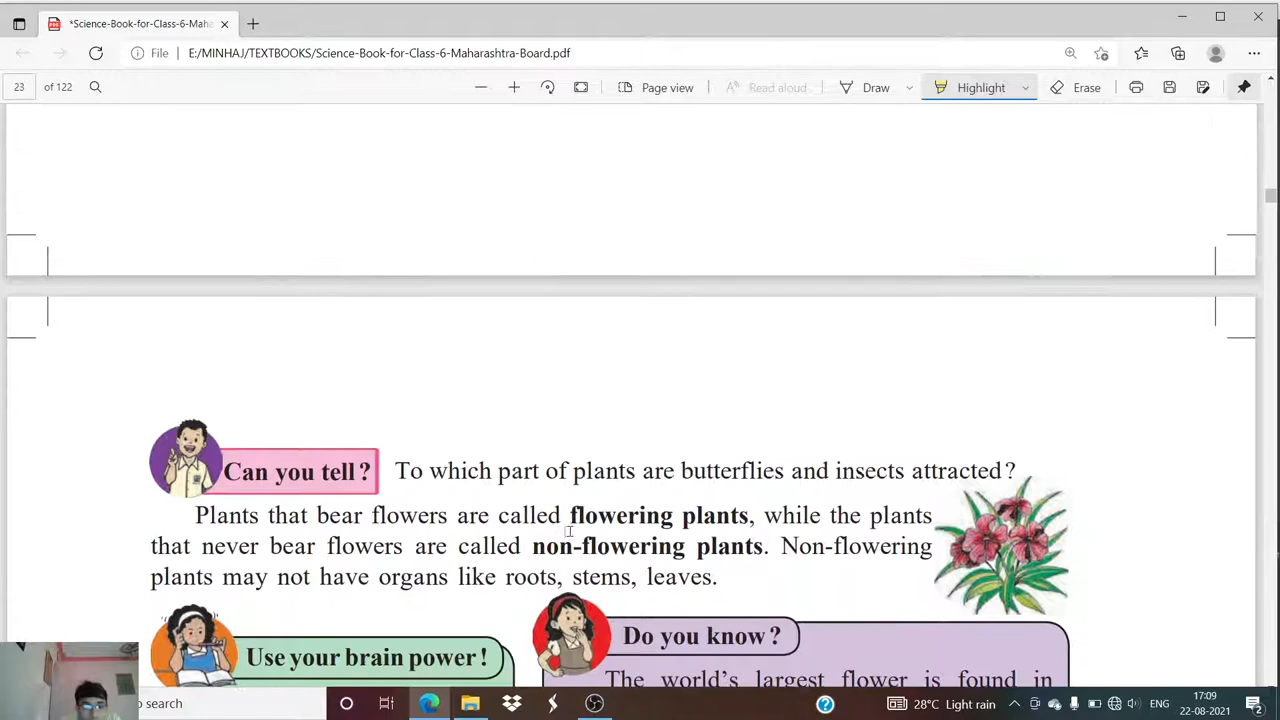 *Science-Book-for-Class-6-Maha
File
E:/MINHAJ/TEXTBOOKS/Science-Book-for-Class-6-Maharashtra-Board.pdf
23 of 122
Page view
Read aloud
Draw
Highlight
Erase
Can you tell?
To which part of plants are butterflies and insects attracted?
Plants that bear flowers are called flowering plants, while the plants
that never bear flowers are called non-flowering plants. Non-flowering
plants may not have organs like roots, stems, leaves.
Use your brain power!
Do you know?
The world's largest flower is found in
search
28°C Light rain
ENG
17:09
22-08-2021
2